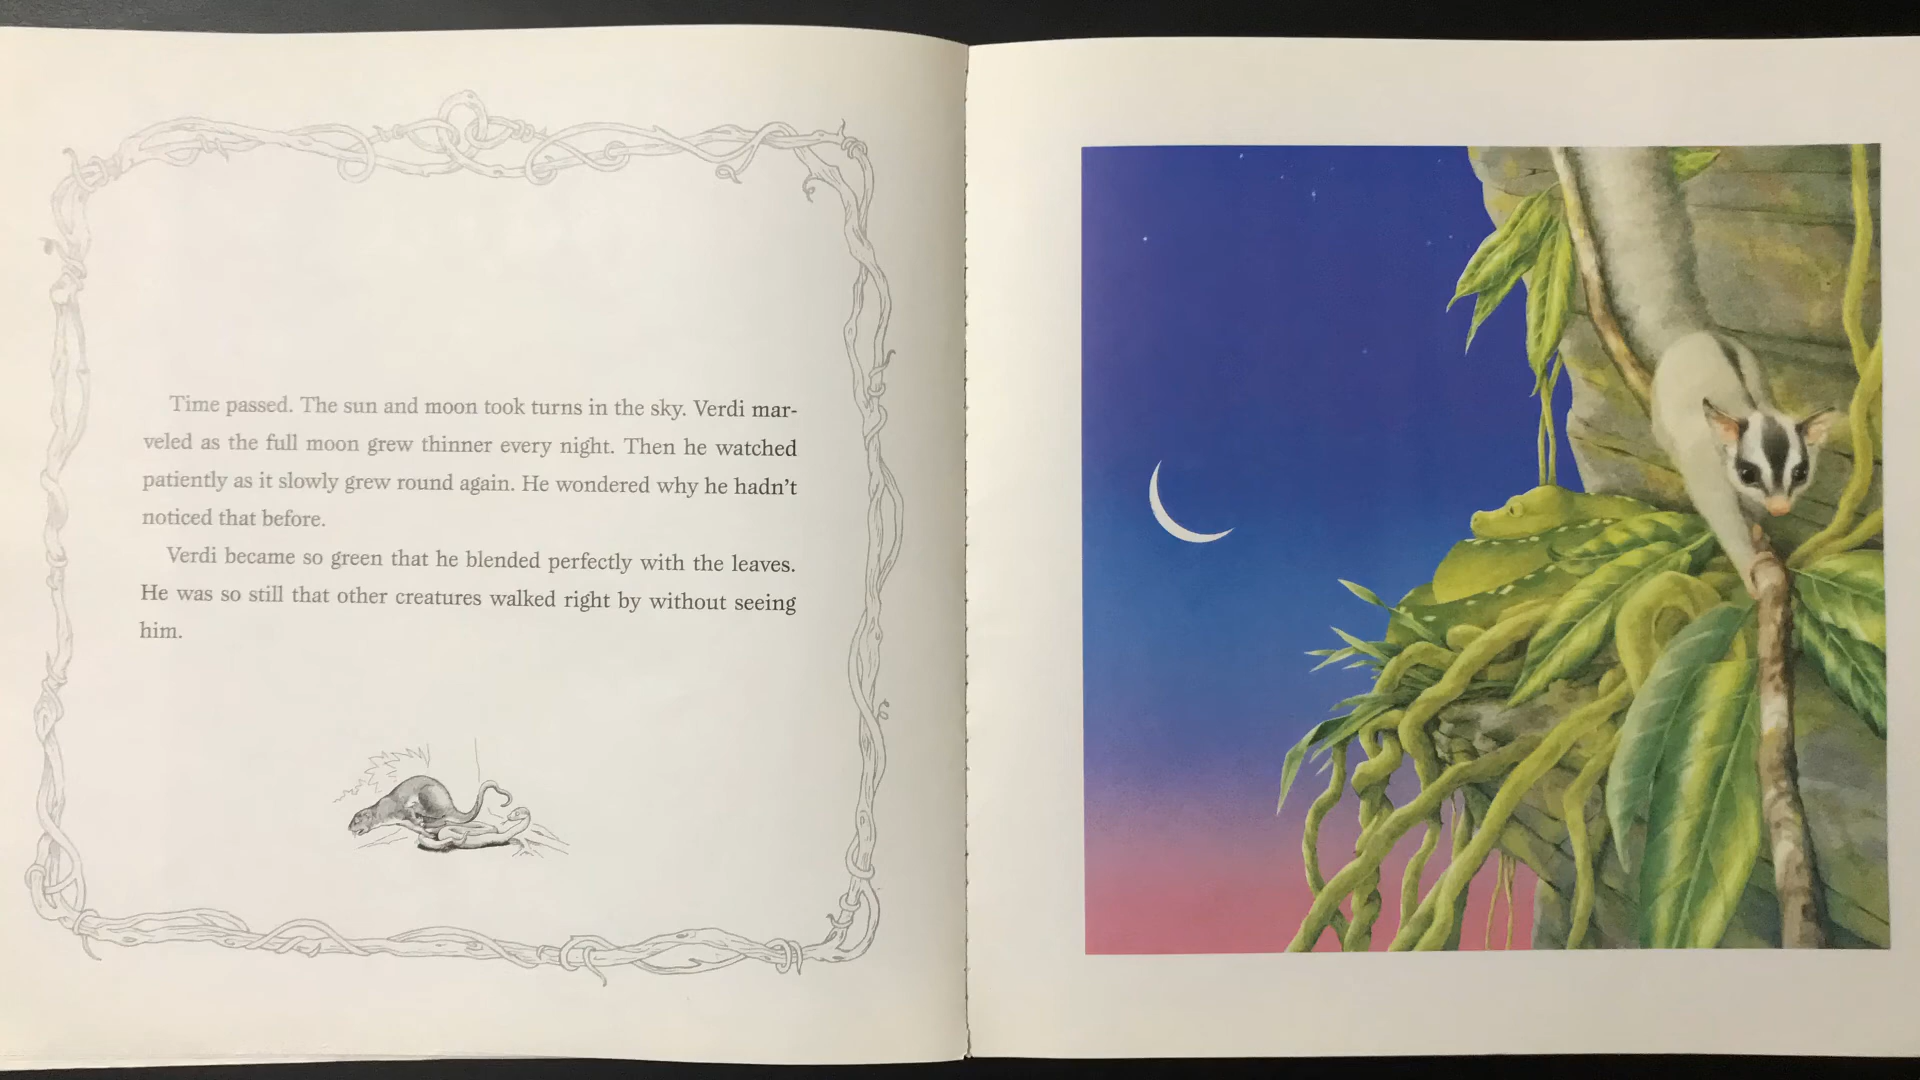 Time passed. The sun and moon took turns in the sky. Verdi mar-
veled as the full moon grew thinner every night. Then he watched
patiently as it slowly grew round again. He wondered why he hadn't
noticed that before.
Verdi became so green that he blended perfectly with the leaves.
He was so still that other creatures walked right by without seeing
him.